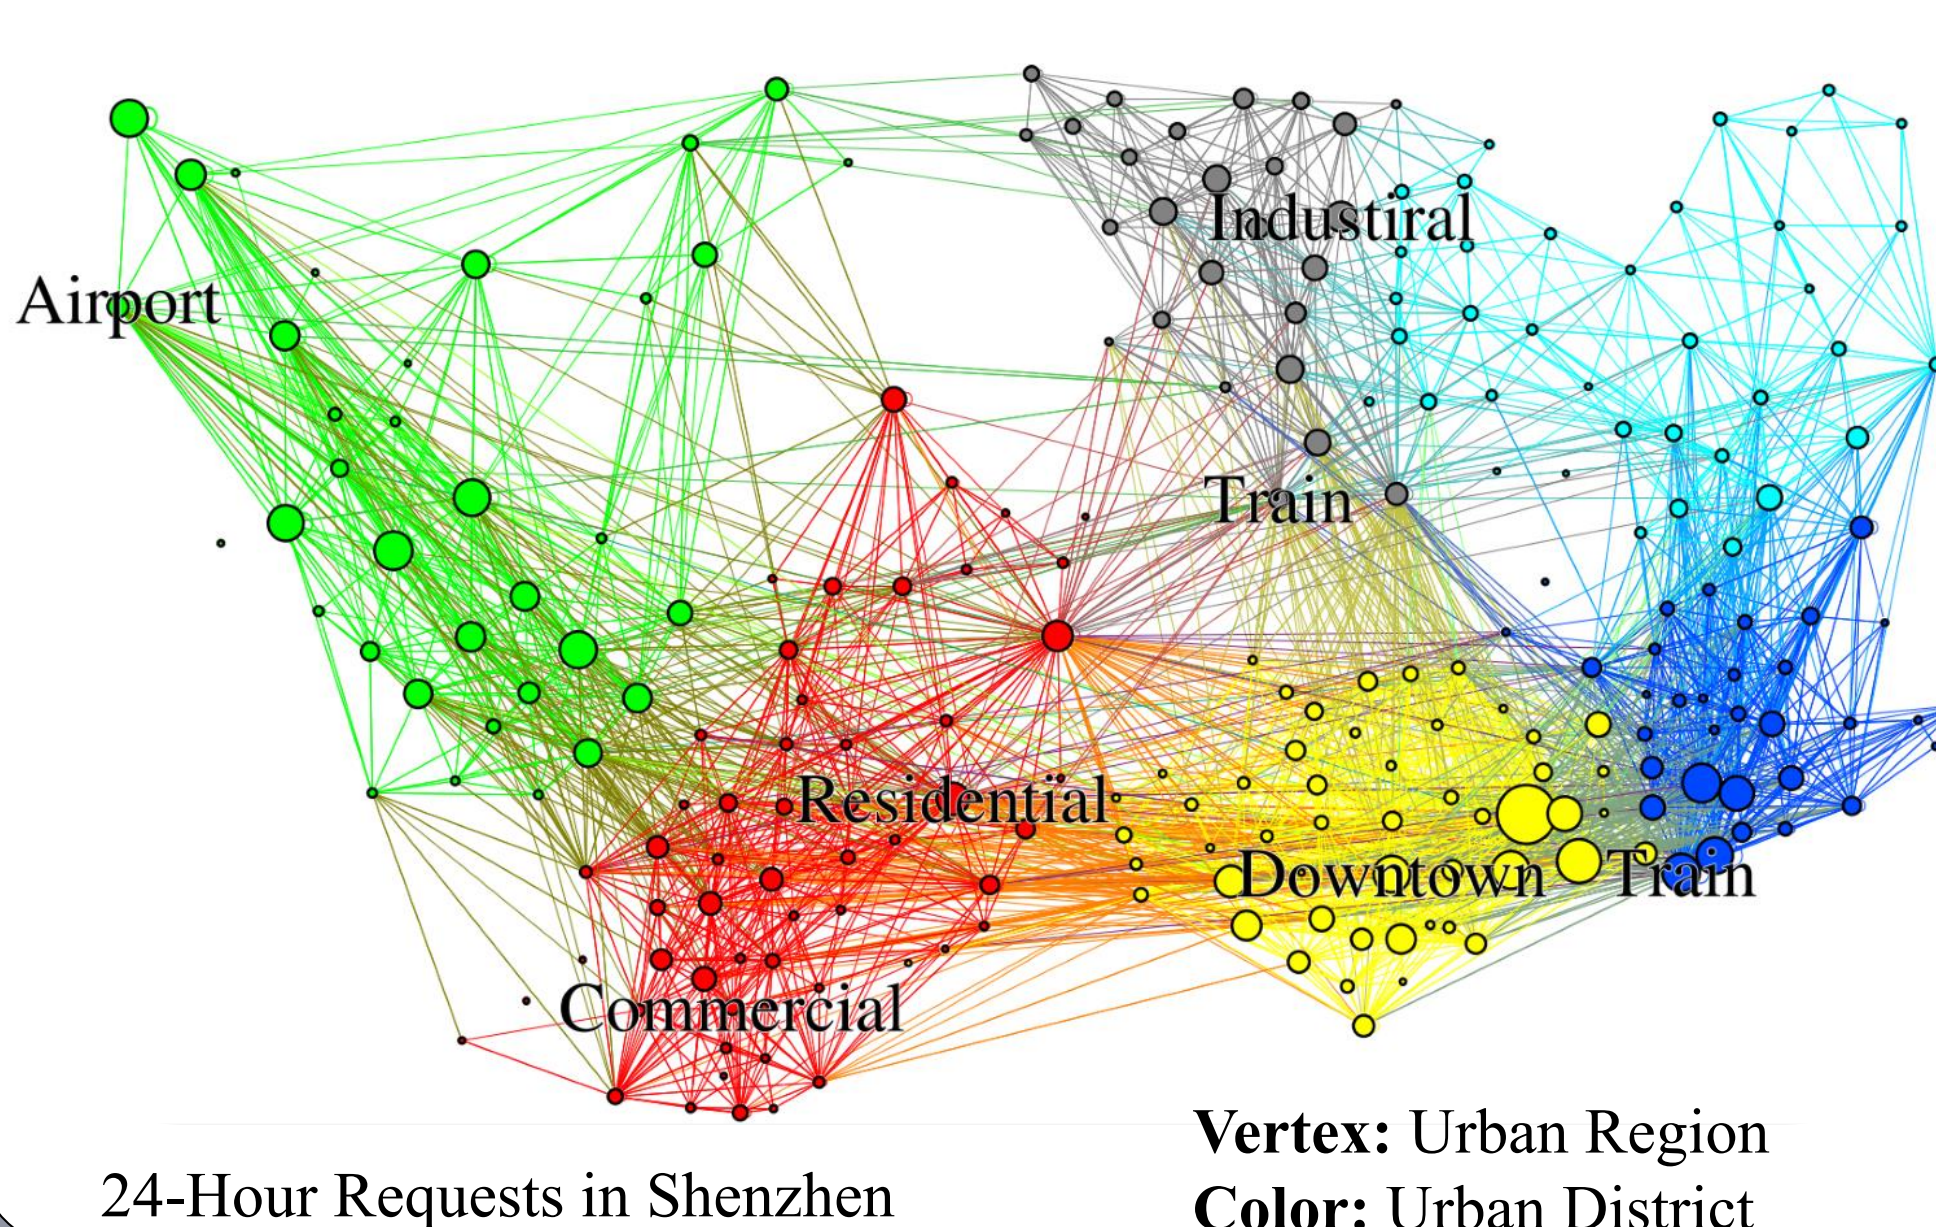 Industiral
Airport
Train
Residential
Downtown
Train
Commercial
Vertex: Urban Region
24-Hour Requests in Shenzhen
Color: Urban District